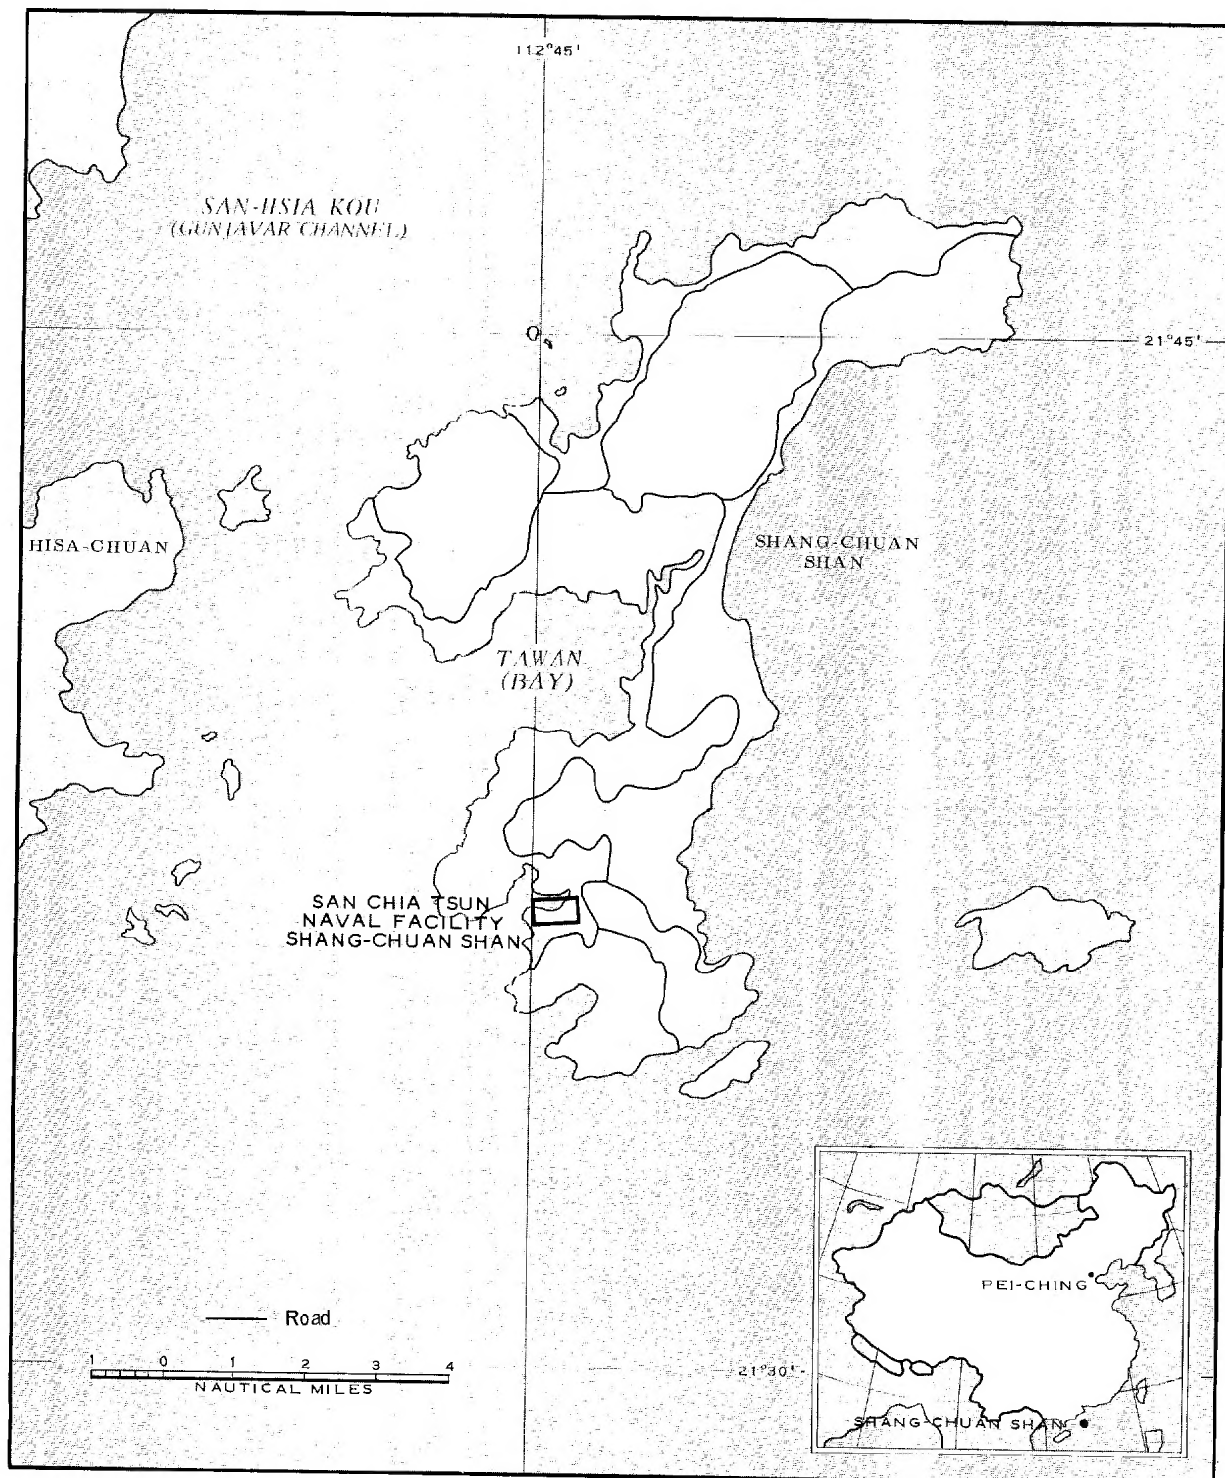 112°45'
SAN-HSIA KOU
(GUNJAVAR CHANNEL)
21°45'
HISA-CHUAN
SHANG-CHUAN
SHAN
TAWAN
(BAY)
SAN CHIA TSUN
NAVAL FACILITY
SHANG-CHUAN SHAN
PEI-CHING
Road
1 0 1 2 3 4
NAUTICAL MILES
21°30'
SHANG-CHUAN SHAN